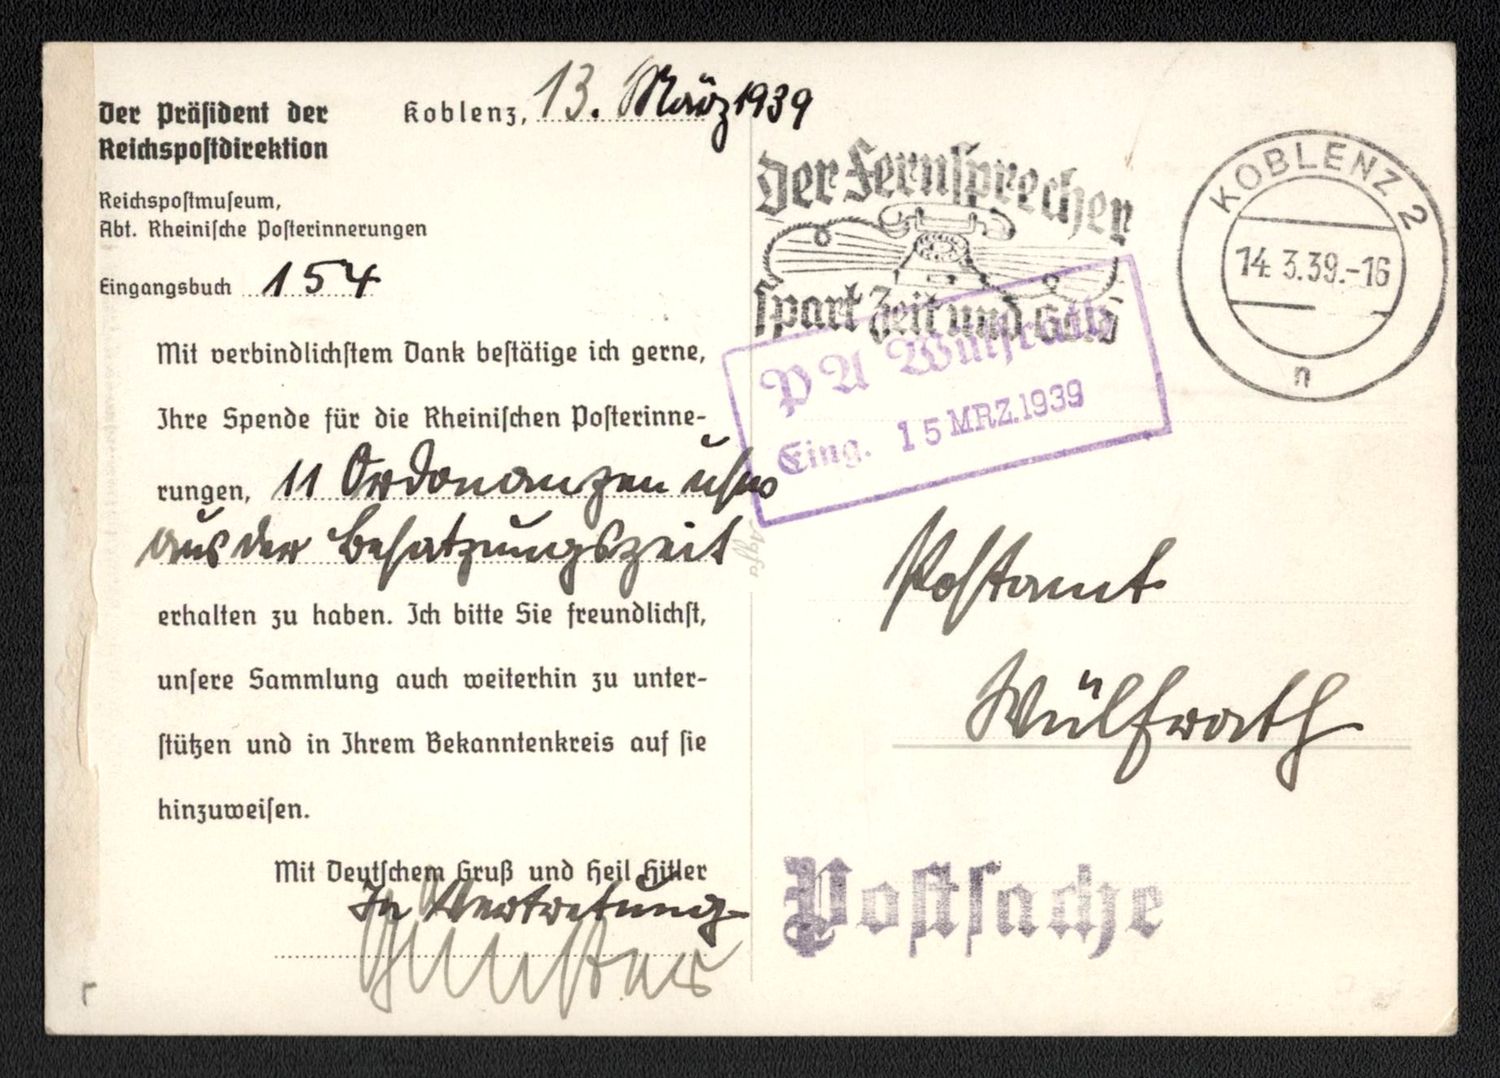 Der Präsident der
Reichspostdirektion
Koblenz, 13. März 1939
Reichspostmuseum,
Abt. Rheinische Posterinnerungen
Eingangsbuch 154
Mit verbindlichstem Dank bestätige ich gerne,
Ihre Spende für die Rheinischen Posterinne-
rungen, 11 Ordonanzen usw
aus der Besatzungszeit
erhalten zu haben. Ich bitte Sie freundlichst,
unsere Sammlung auch weiterhin zu unter-
stützen und in Ihrem Bekanntenkreis auf sie
hinzuweisen.
Mit Deutschem Gruß und Heil Hitler
In Vertretung
Der Fernsprecher
spart Zeit und Geld
KOBLENZ 2
14.3.39.-16
n
PA Wülfrath
Eing. 15 MRZ. 1939
Postamt
Wülfrath
Postsache